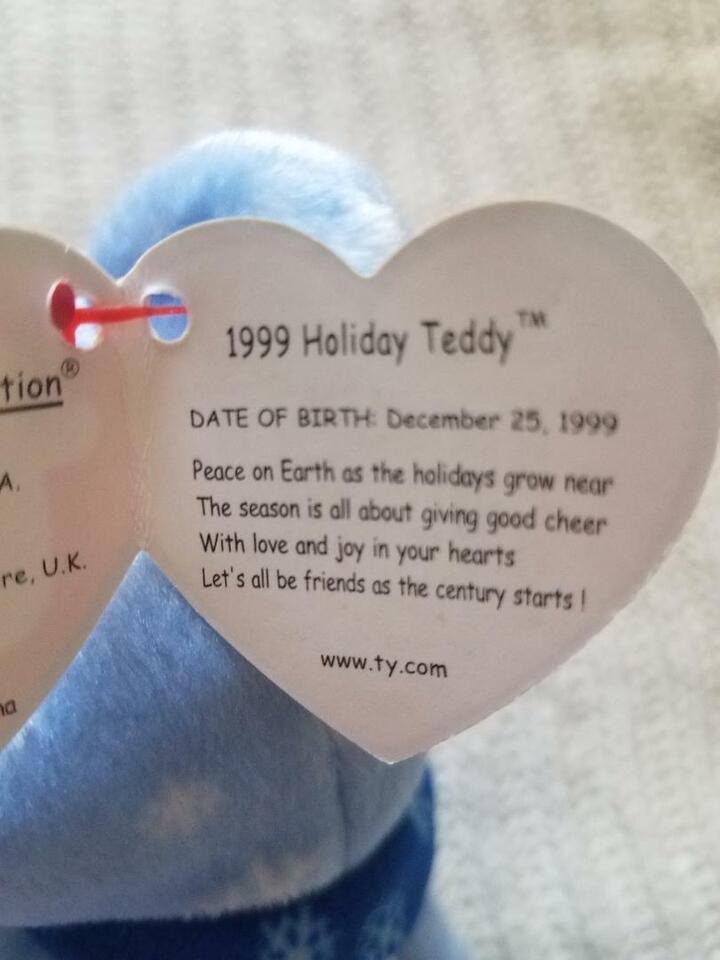 tion®
A.
re, U.K.
na
1999 Holiday Teddy™
DATE OF BIRTH: December 25, 1999
Peace on Earth as the holidays grow near
The season is all about giving good cheer
With love and joy in your hearts
Let's all be friends as the century starts !
www.ty.com